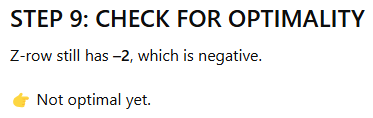 STEP 9: CHECK FOR OPTIMALITY
Z-row still has –2, which is negative.
👉 Not optimal yet.